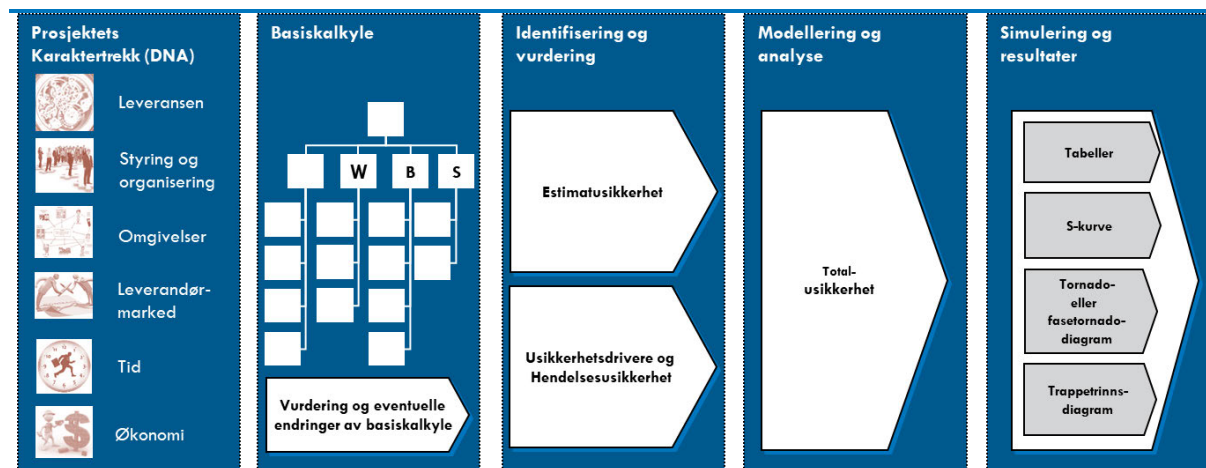 Prosjektets
Karaktertrekk (DNA)
Leveransen
Styring og
organisering
Omgivelser
Leverandør-
marked
Tid
Økonomi
Basiskalkyle
W
B
S
Vurdering og eventuelle
endringer av basiskalkyle
Identifisering og
vurdering
Estimatusikkerhet
Usikkerhetsdrivere og
Hendelsesusikkerhet
Modellering og
analyse
Total-
usikkerhet
Simulering og
resultater
Tabeller
S-kurve
Tornado-
eller
fasetornado-
diagram
Trappetrinns-
diagram